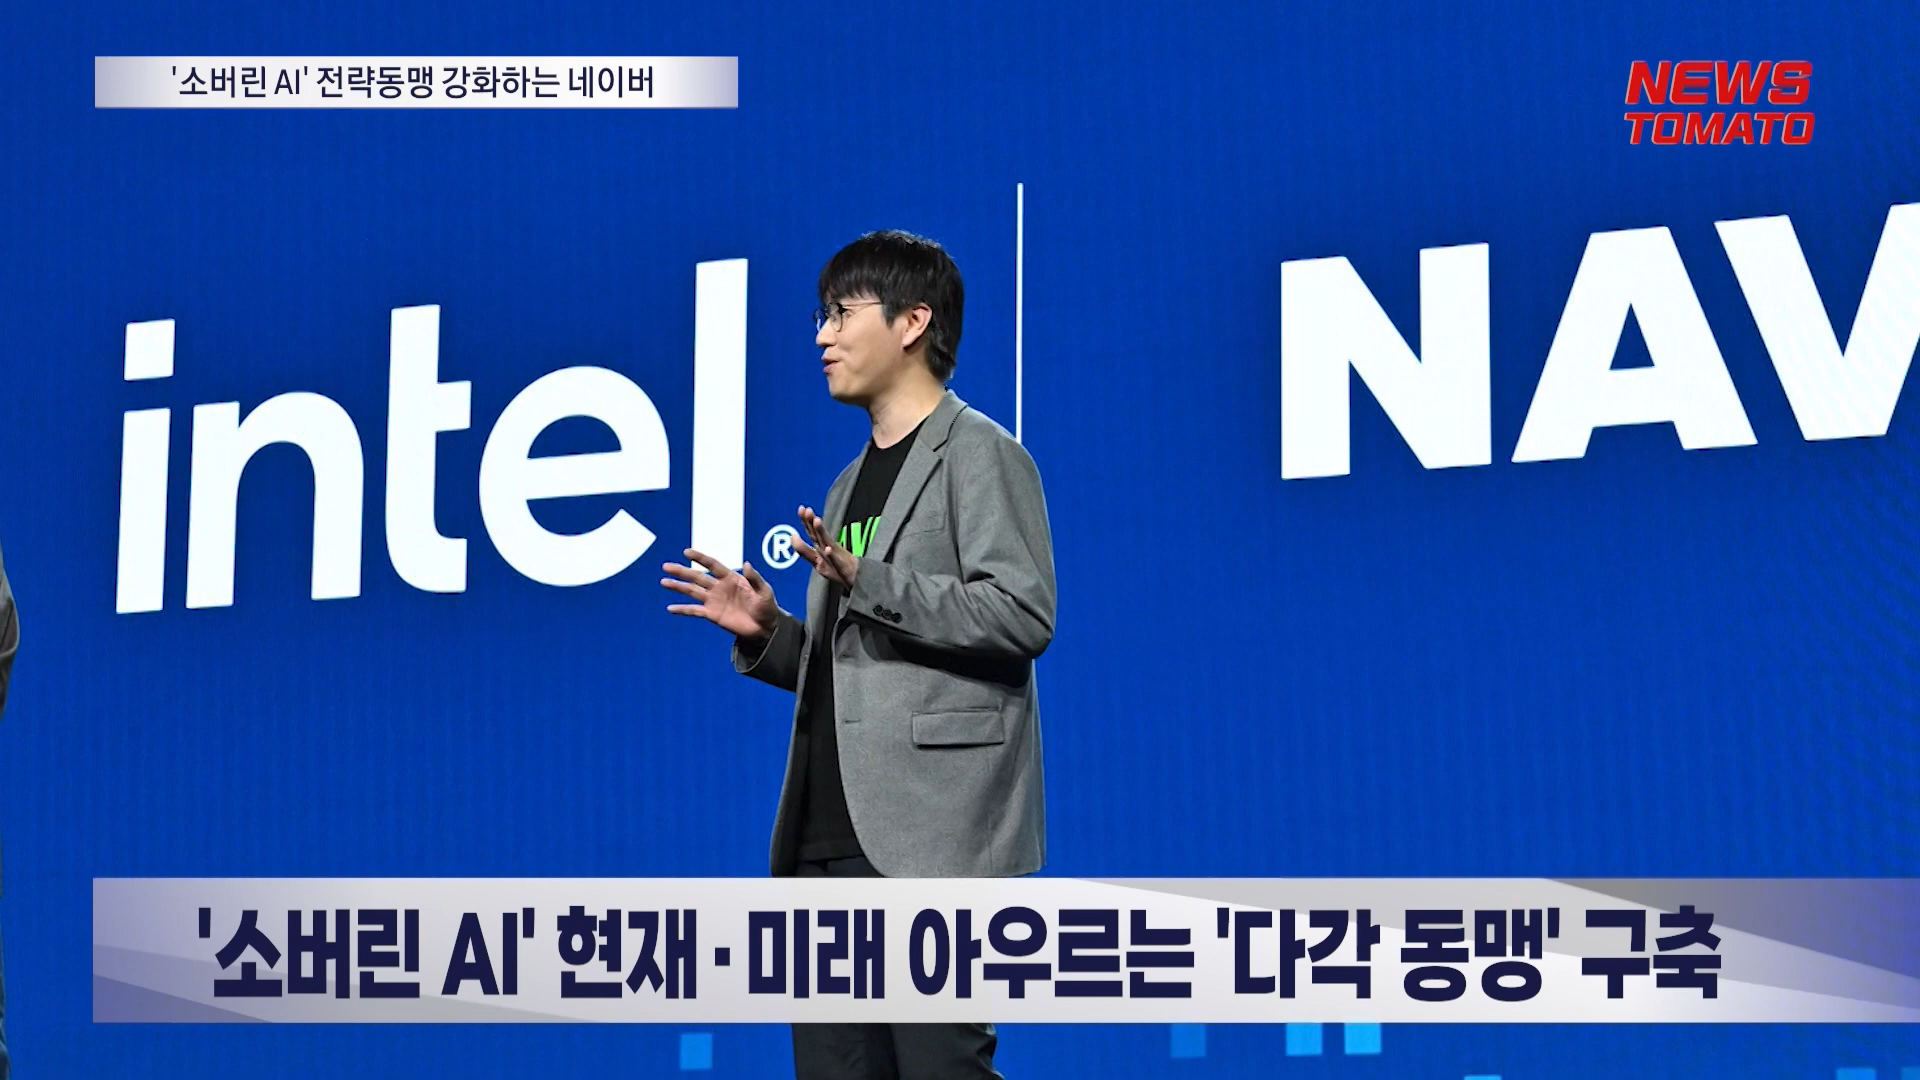 '소버린 AI' 전략동맹 강화하는 네이버
NEWS
TOMATO
intel®
NAV
AV
'소버린 AI' 현재·미래 아우르는 '다각 동맹' 구축